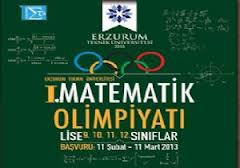 ERZURUM
TEKNİK ÜNİVERSİTESİ
2010
ERZURUM TEKNİK ÜNİVERSİTESİ
I.MATEMATİK
OLİMPİYATI
LİSE 9. 10. 11. 12. SINIFLAR
BAŞVURU: 11 Şubat - 11 Mart 2013